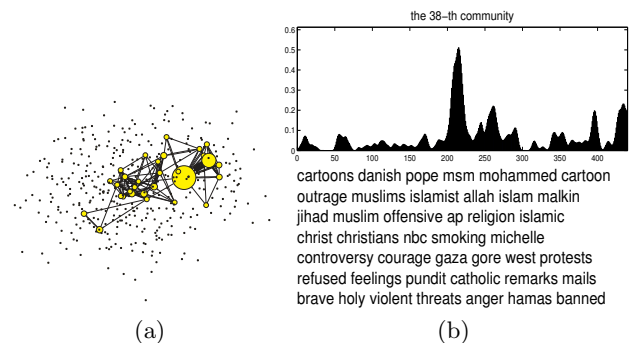 the 38−th community
0.6
0.5
0.4
0.3
0.2
0.1
0
0 50 100 150 200 250 300 350 400
cartoons danish pope msm mohammed cartoon
outrage muslims islamist allah islam malkin
jihad muslim offensive ap religion islamic
christ christians nbc smoking michelle
controversy courage gaza gore west protests
refused feelings pundit catholic remarks mails
brave holy violent threats anger hamas banned
(a) (b)